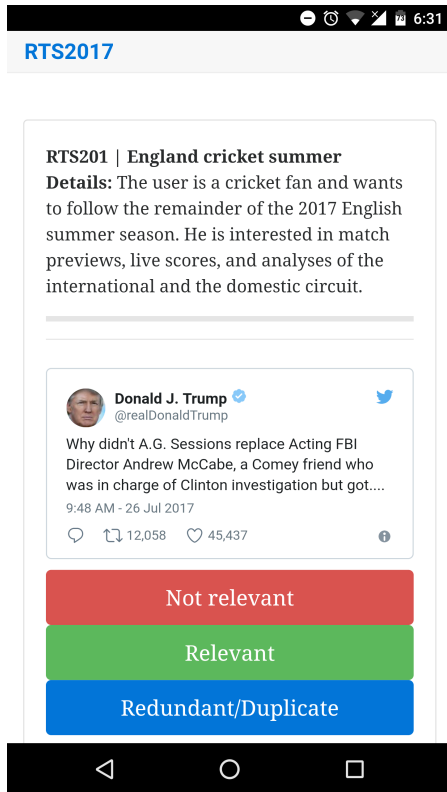 73 6:31
RTS2017
RTS201 | England cricket summer
Details: The user is a cricket fan and wants
to follow the remainder of the 2017 English
summer season. He is interested in match
previews, live scores, and analyses of the
international and the domestic circuit.
Donald J. Trump
@realDonaldTrump
Why didn't A.G. Sessions replace Acting FBI
Director Andrew McCabe, a Comey friend who
was in charge of Clinton investigation but got....
9:48 AM - 26 Jul 2017
12,058 45,437
Not relevant
Relevant
Redundant/Duplicate